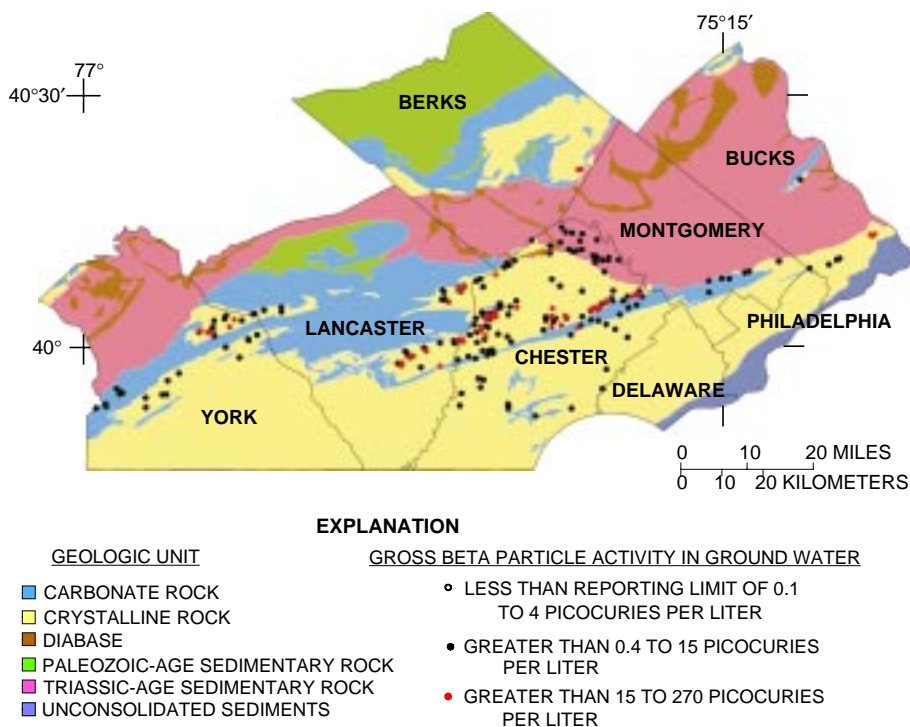 75°15′
77°
40°30′
BERKS
BUCKS
MONTGOMERY
LANCASTER
PHILADELPHIA
40°
CHESTER
DELAWARE
YORK
0 10 20 MILES
0 10 20 KILOMETERS
EXPLANATION
GEOLOGIC UNIT
CARBONATE ROCK
CRYSTALLINE ROCK
DIABASE
PALEOZOIC-AGE SEDIMENTARY ROCK
TRIASSIC-AGE SEDIMENTARY ROCK
UNCONSOLIDATED SEDIMENTS
GROSS BETA PARTICLE ACTIVITY IN GROUND WATER
LESS THAN REPORTING LIMIT OF 0.1
TO 4 PICOCURIES PER LITER
GREATER THAN 0.4 TO 15 PICOCURIES
PER LITER
GREATER THAN 15 TO 270 PICOCURIES
PER LITER